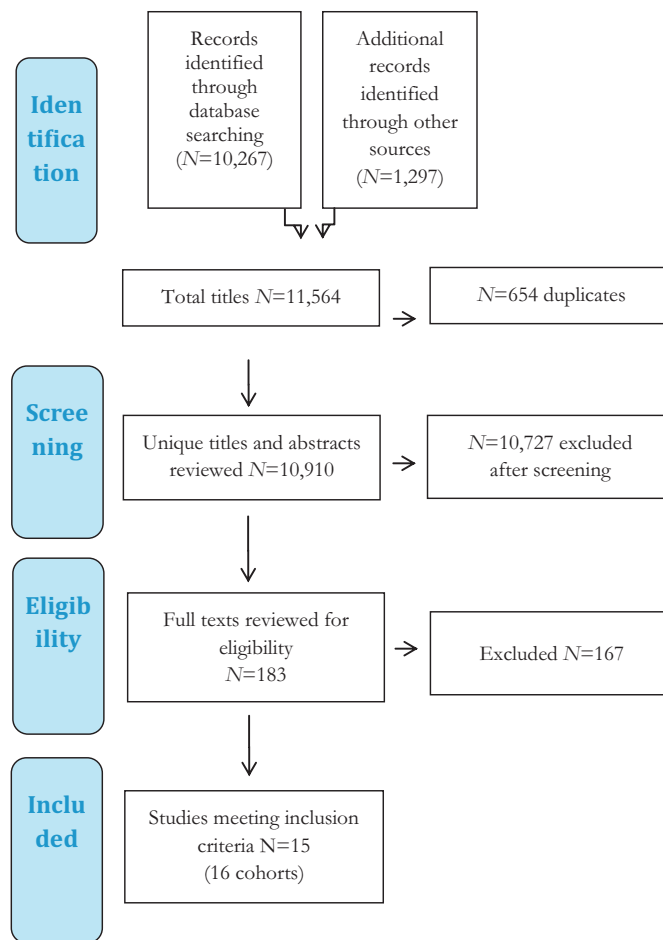 Iden
tifica
tion
Records
identified
through
database
searching
(N=10,267)
Additional
records
identified
through other
sources
(N=1,297)
Total titles N=11,564
N=654 duplicates
Scree
ning
Unique titles and abstracts
reviewed N=10,910
N=10,727 excluded
after screening
Eligib
ility
Full texts reviewed for
eligibility
N=183
Excluded N=167
Inclu
ded
Studies meeting inclusion
criteria N=15
(16 cohorts)